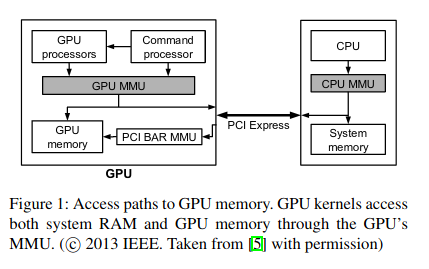 GPU
processors
Command
processor
GPU MMU
GPU
memory
PCI BAR MMU
GPU
PCI Express
CPU
CPU MMU
System
memory
Figure 1: Access paths to GPU memory. GPU kernels access
both system RAM and GPU memory through the GPU's
MMU. (© 2013 IEEE. Taken from [5] with permission)